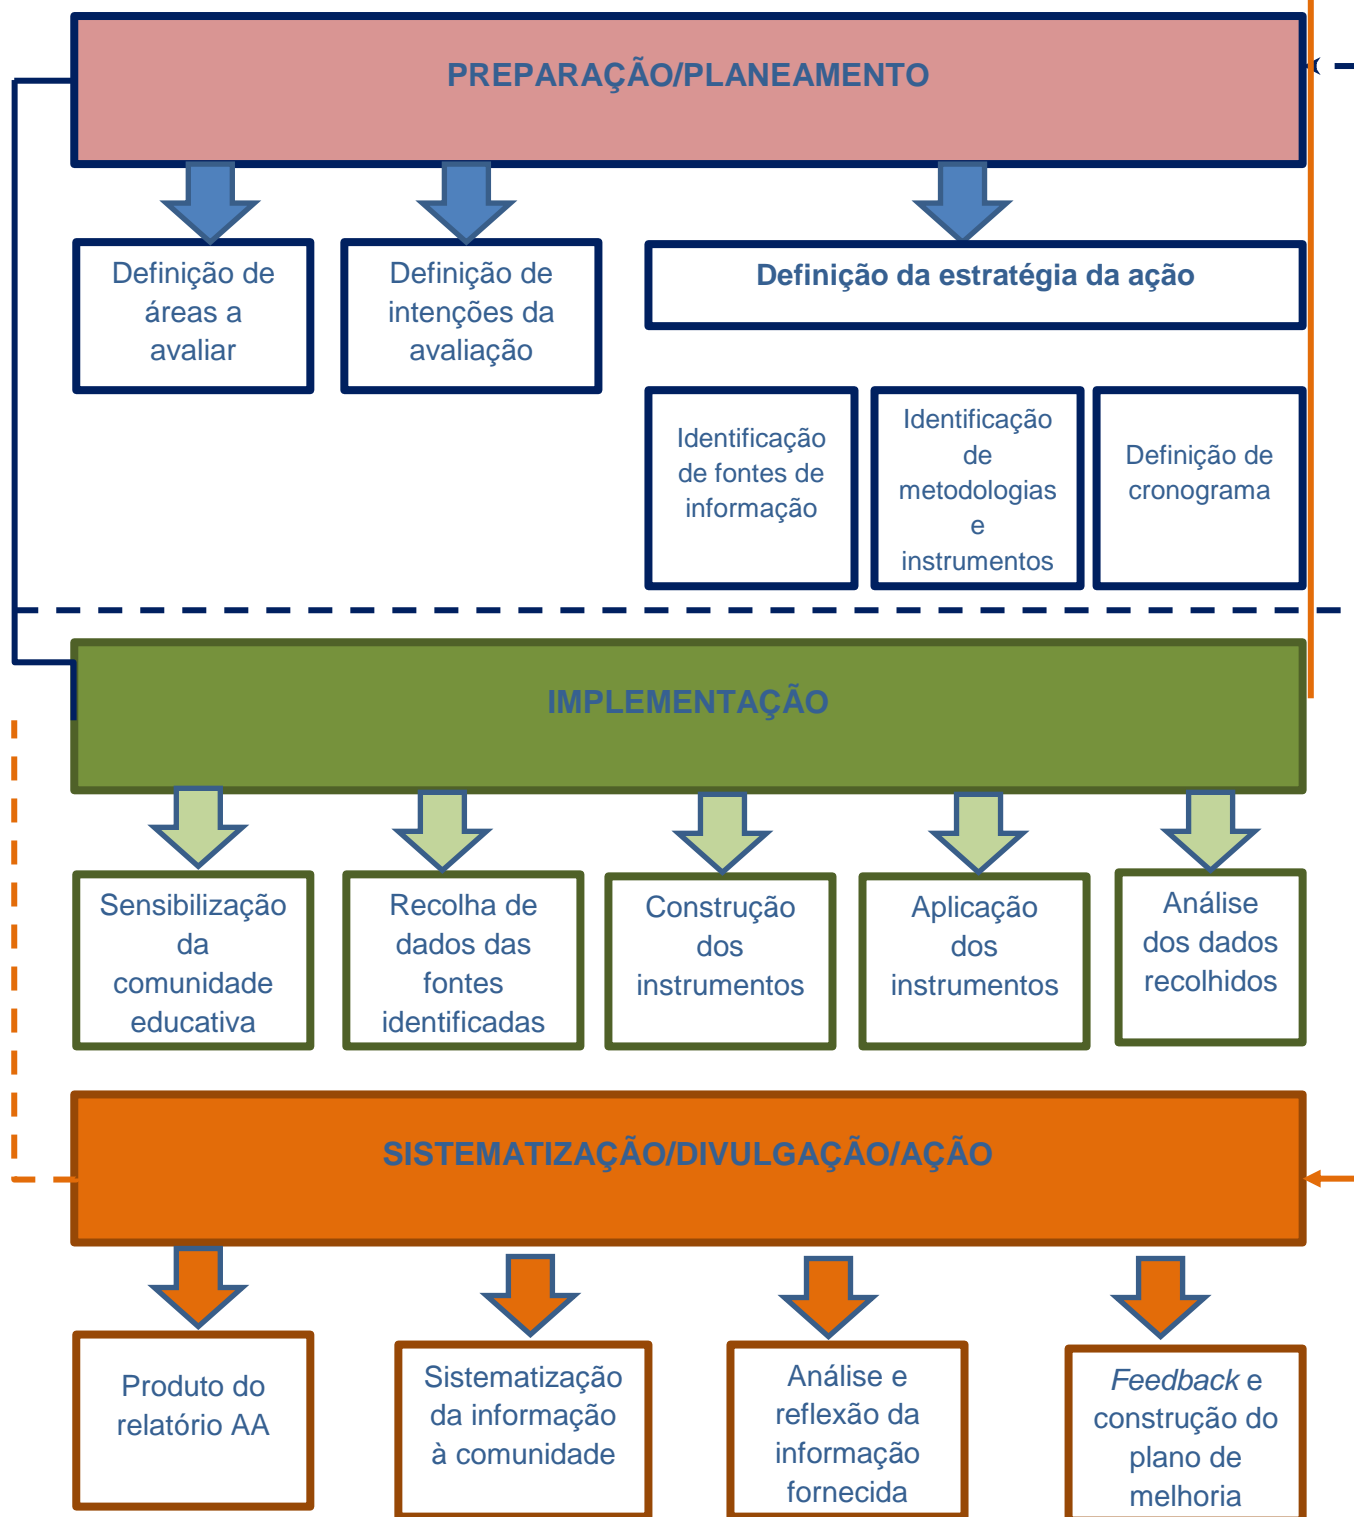 PREPARAÇÃO/PLANEAMENTO
Definição de
áreas a
avaliar
Definição de
intenções da
avaliação
Definição da estratégia da ação
Identificação
de fontes de
informação
Identificação
de
metodologias
e
instrumentos
Definição de
cronograma
IMPLEMENTAÇÃO
Sensibilização
da
comunidade
educativa
Recolha de
dados das
fontes
identificadas
Construção
dos
instrumentos
Aplicação
dos
instrumentos
Análise
dos dados
recolhidos
SISTEMATIZAÇÃO/DIVULGAÇÃO/AÇÃO
Produto do
relatório AA
Sistematização
da informação
à comunidade
Análise e
reflexão da
informação
fornecida
Feedback e
construção do
plano de
melhoria